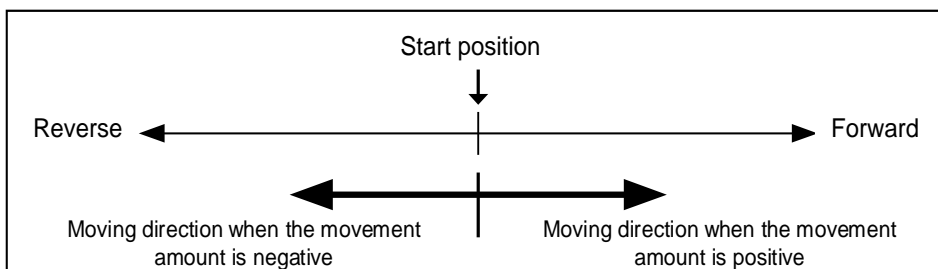 Start position
Reverse
Forward
Moving direction when the movement
amount is negative
Moving direction when the movement
amount is positive